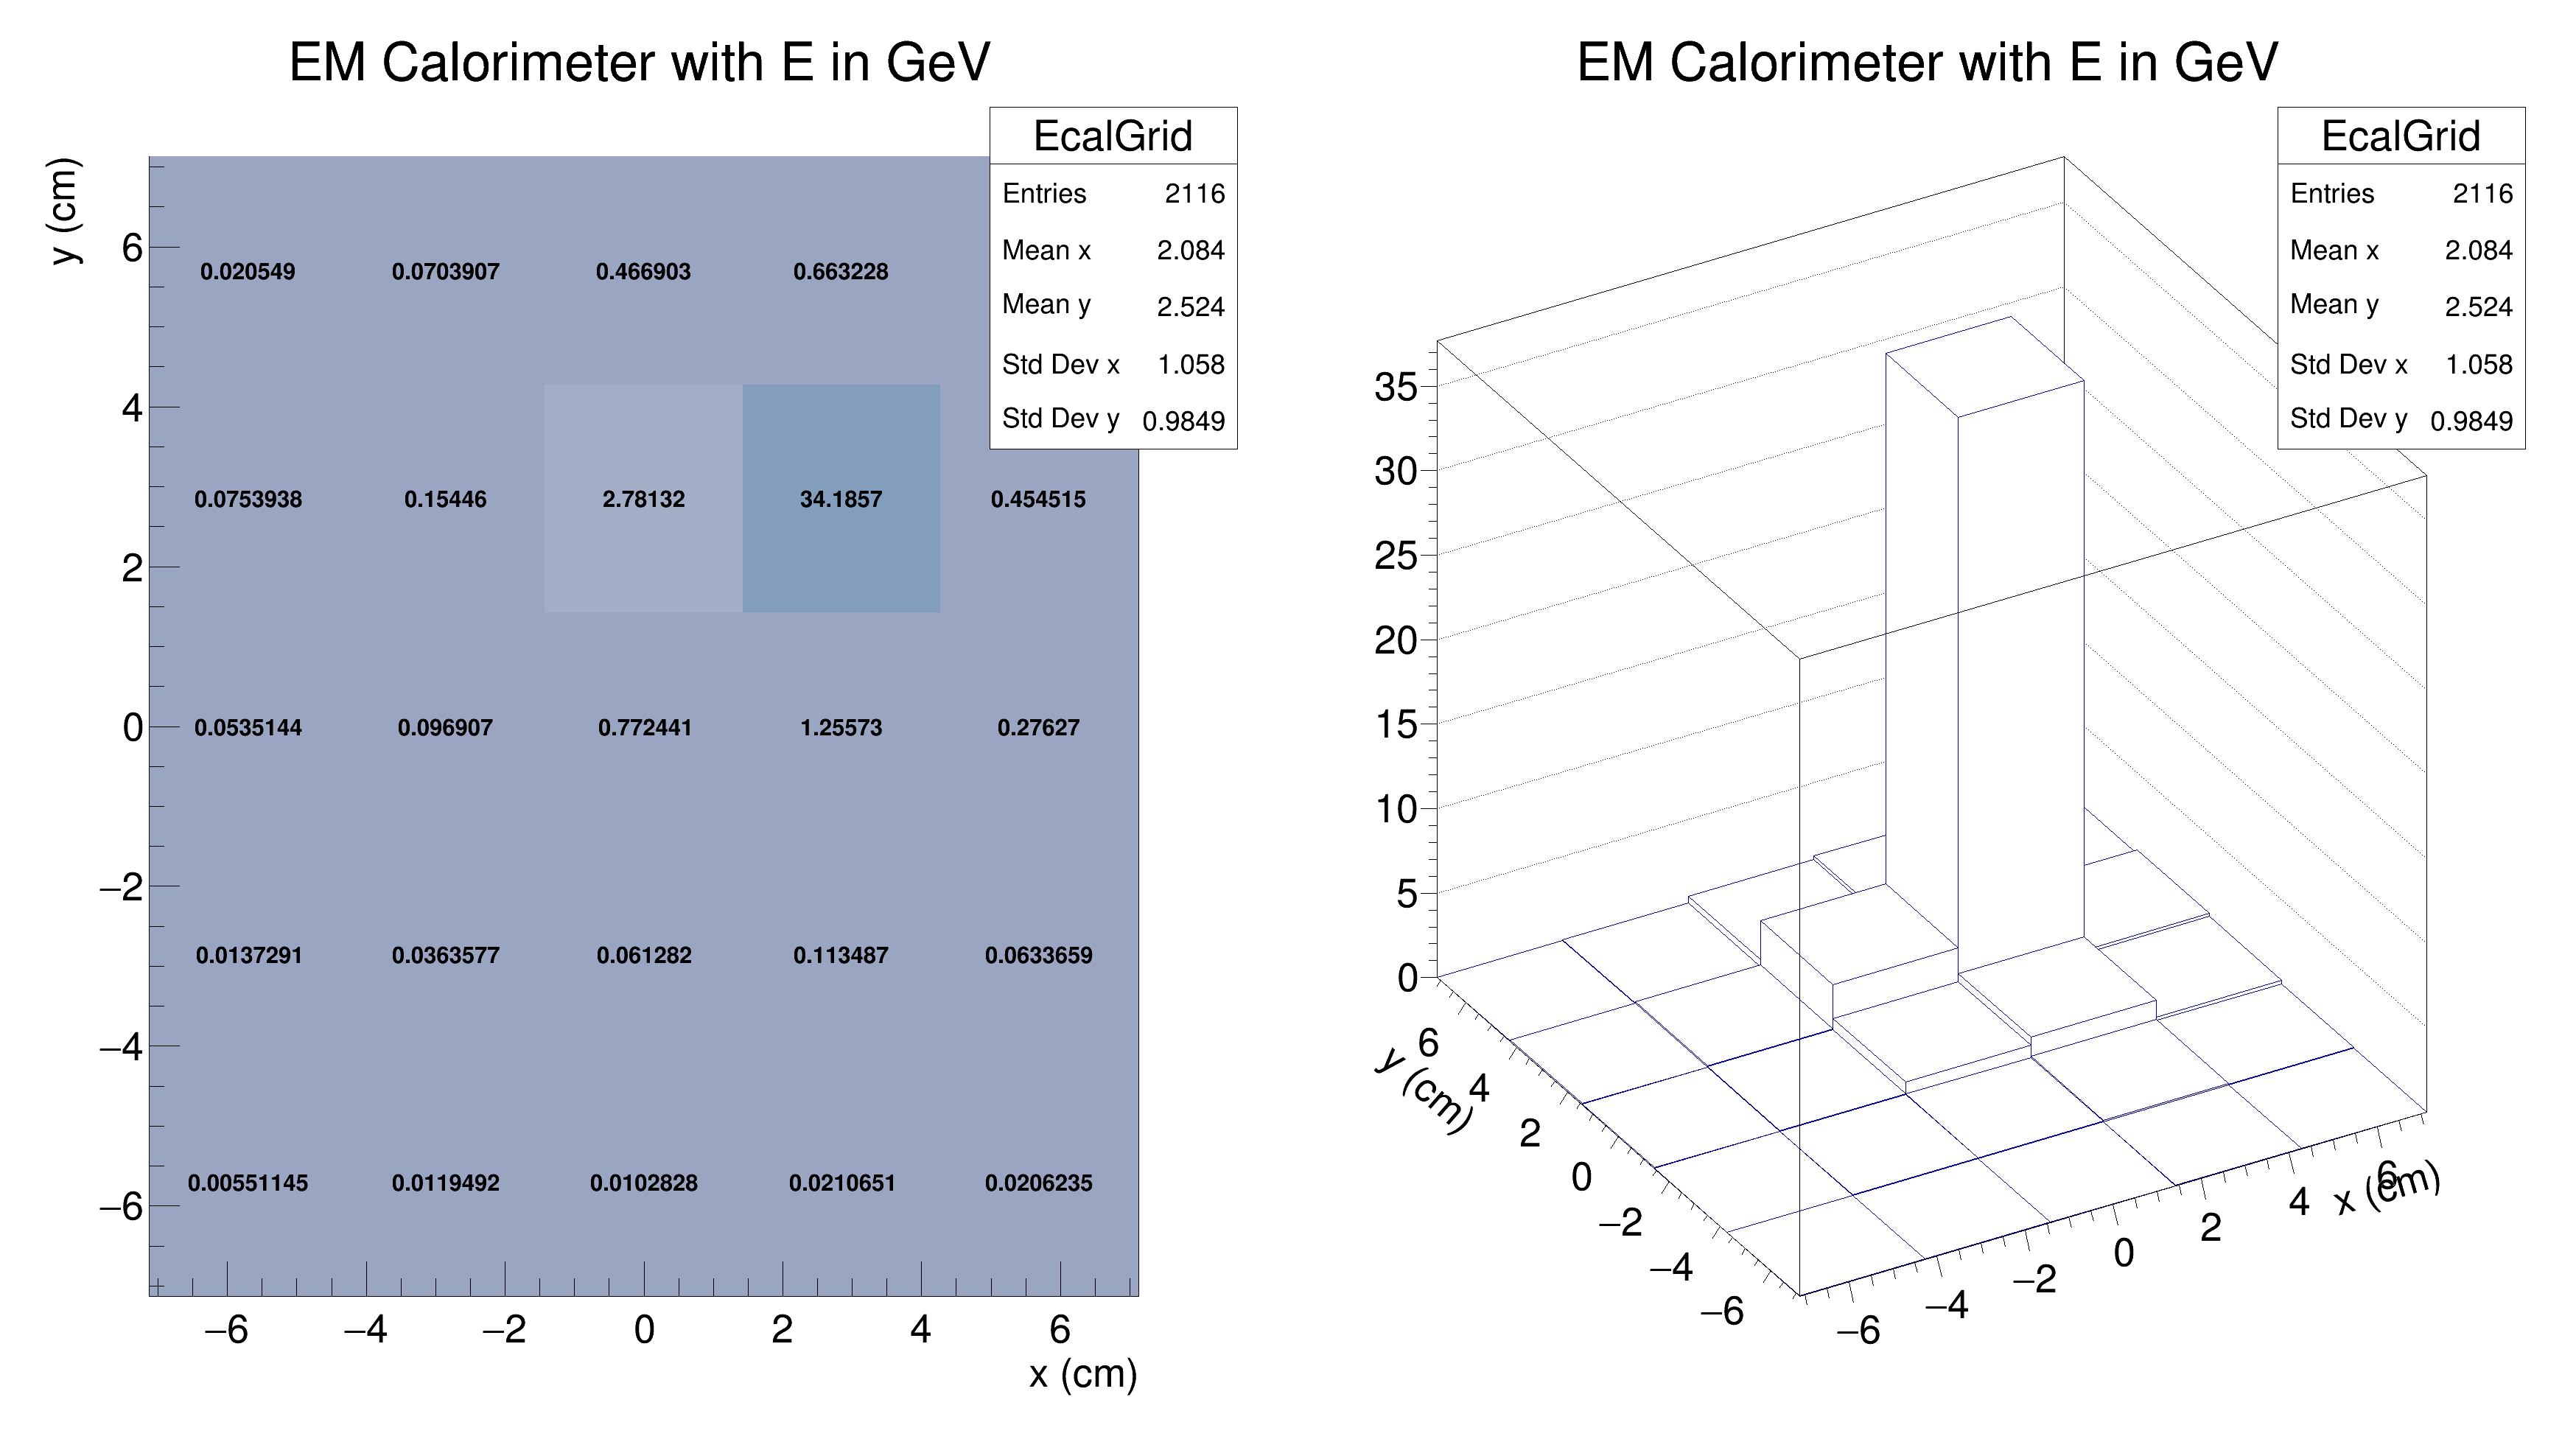 EM Calorimeter with E in GeV
EcalGrid
Entries 2116
Mean x 2.084
Mean y 2.524
Std Dev x 1.058
Std Dev y 0.9849
y (cm)
6
4
2
0
−2
−4
−6
0.020549 0.0703907 0.466903 0.663228
0.0753938 0.15446 2.78132 34.1857 0.454515
0.0535144 0.096907 0.772441 1.25573 0.27627
0.0137291 0.0363577 0.061282 0.113487 0.0633659
0.00551145 0.0119492 0.0102828 0.0210651 0.0206235
−6 −4 −2 0 2 4 6
x (cm)
EM Calorimeter with E in GeV
EcalGrid
Entries 2116
Mean x 2.084
Mean y 2.524
Std Dev x 1.058
Std Dev y 0.9849
35
30
25
20
15
10
5
0
6
4
2
0
−2
−4
−6
y (cm)
−6
−4
−2
0
2
4
6
x (cm)